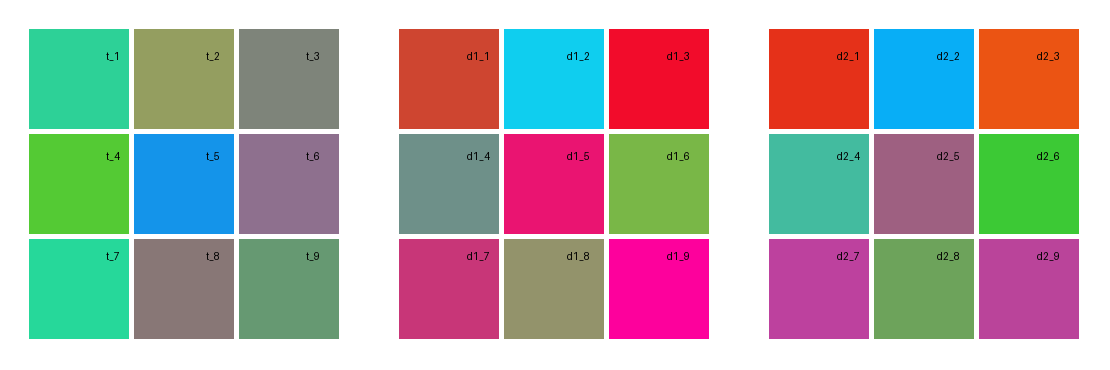 t_1 t_2 t_3 d1_1 d1_2 d1_3 d2_1 d2_2 d2_3
t_4 t_5 t_6 d1_4 d1_5 d1_6 d2_4 d2_5 d2_6
t_7 t_8 t_9 d1_7 d1_8 d1_9 d2_7 d2_8 d2_9